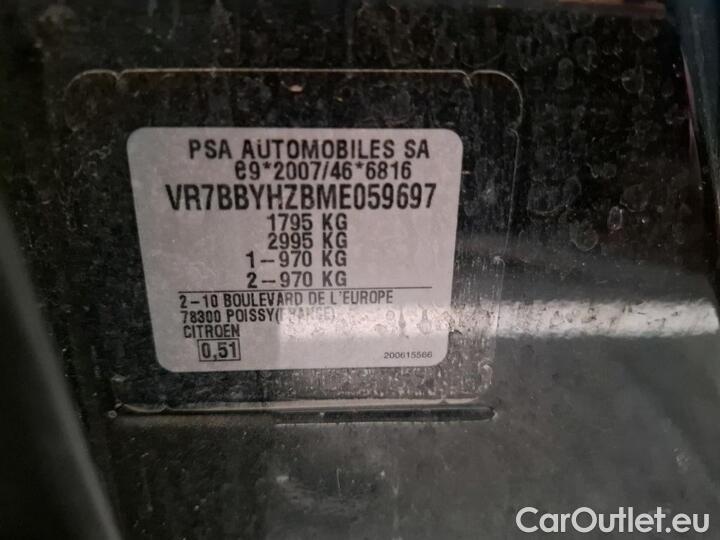 PSA AUTOMOBILES SA
e9*2007/46*6816
VR7BBYHZBME059697
1795 KG
2995 KG
1-970 KG
2-970 KG
2-10 BOULEVARD DE L'EUROPE
78300 POISSY(FRANCE)
CITROEN
0,51
200615566
CarOutlet.eu